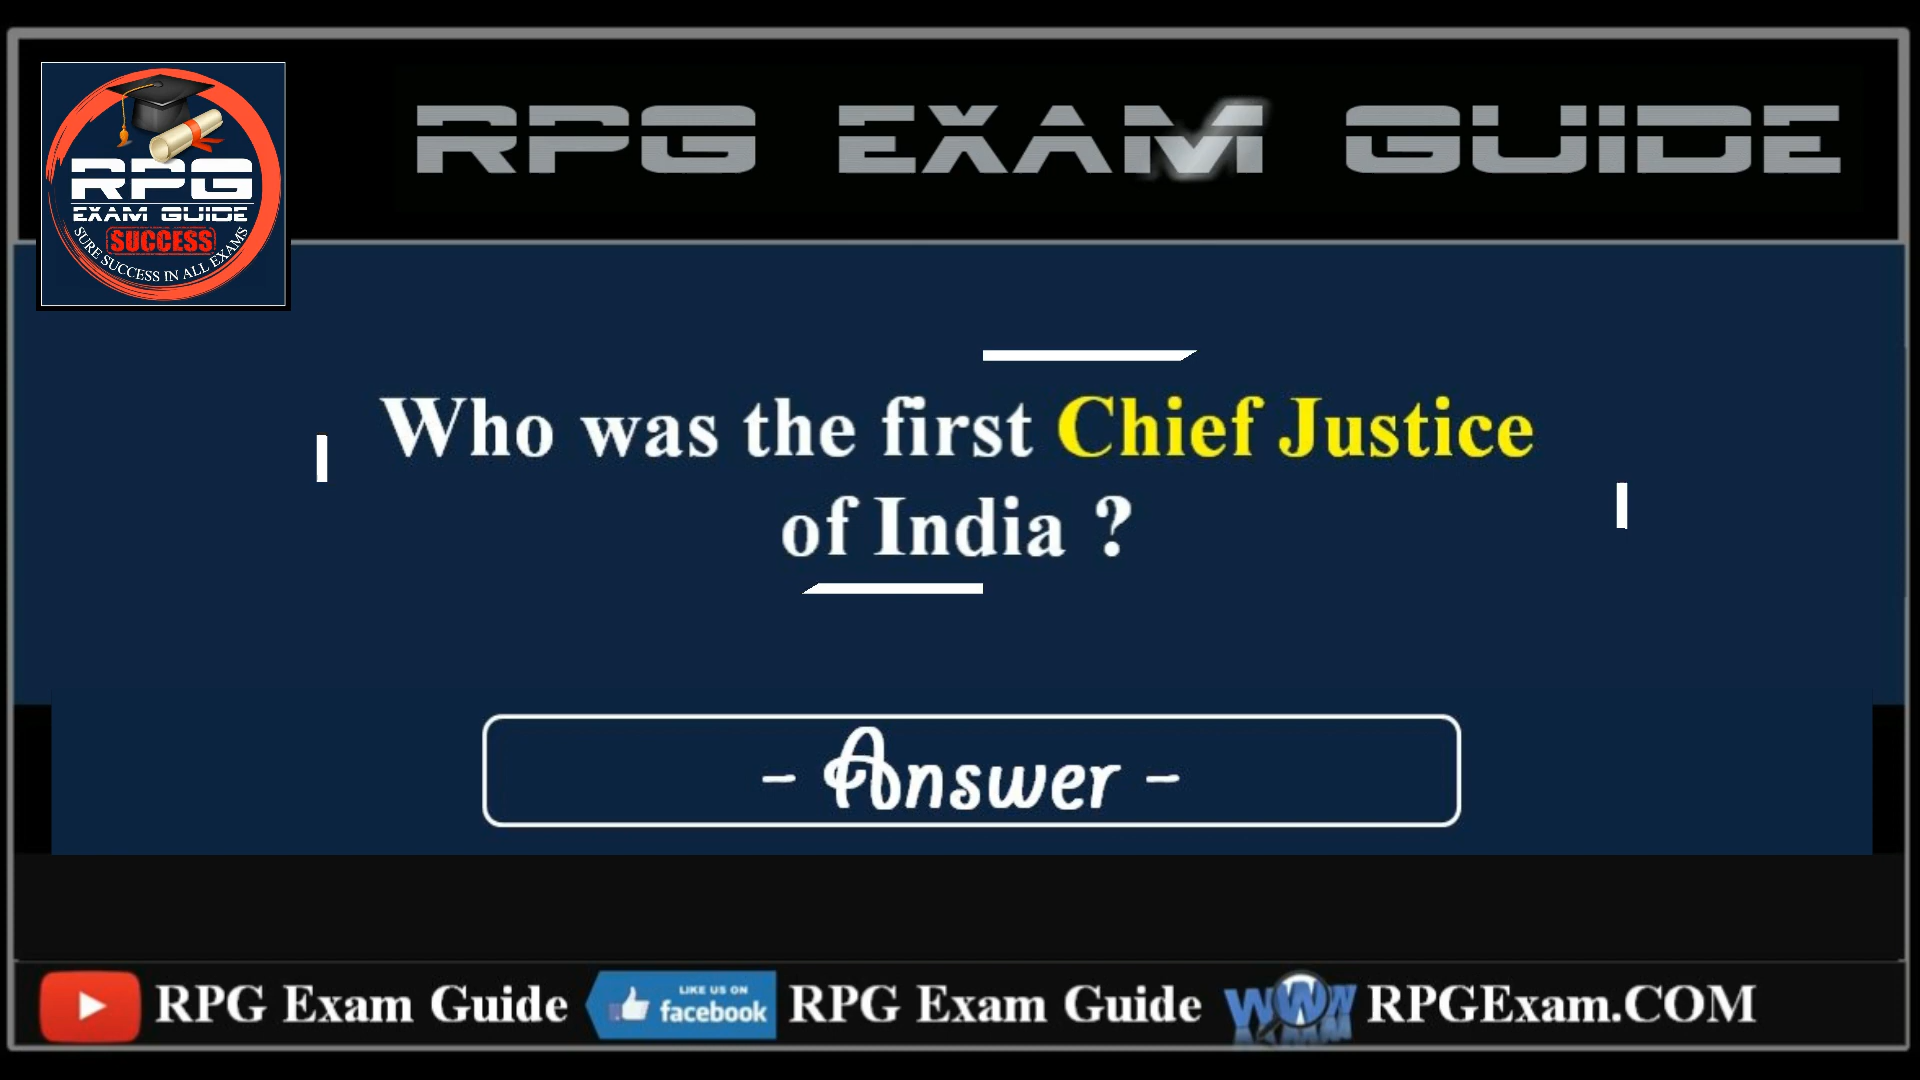 RPG EXAM GUIDE
RPG
EXAM GUIDE
SUCCESS
SURE SUCCESS IN ALL EXAMS
Who was the first Chief Justice
of India ?
- Answer -
RPG Exam Guide
LIKE US ON
facebook
RPG Exam Guide
WWW
RPGExam.COM